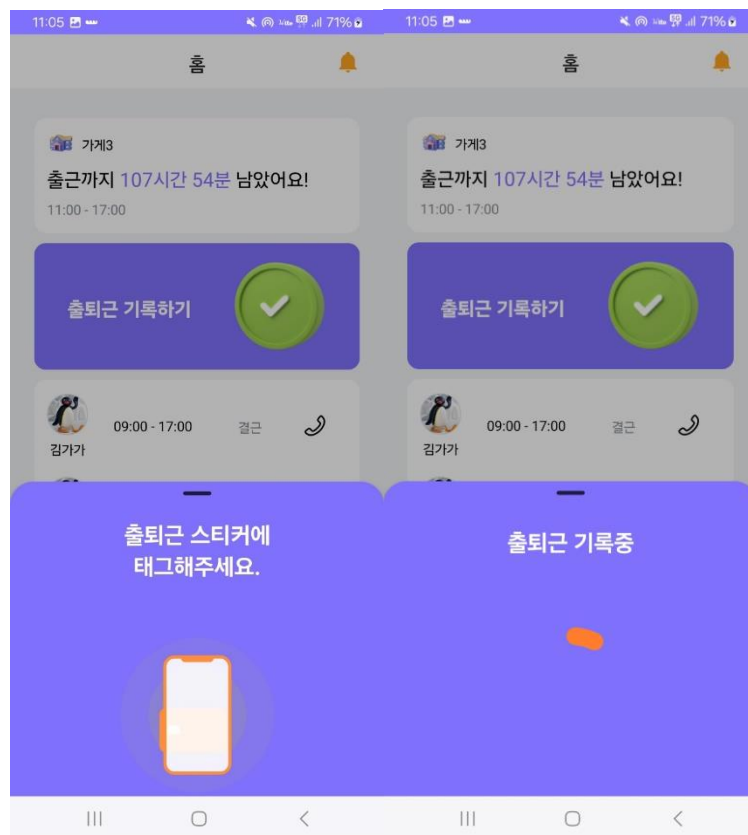 11:05
71%
홈
가게3
출근까지 107시간 54분 남았어요!
11:00 - 17:00
출퇴근 기록하기
09:00 - 17:00 결근
김가가
출퇴근 스티커에
태그해주세요.
11:05
71%
홈
가게3
출근까지 107시간 54분 남았어요!
11:00 - 17:00
출퇴근 기록하기
09:00 - 17:00 결근
김가가
출퇴근 기록중